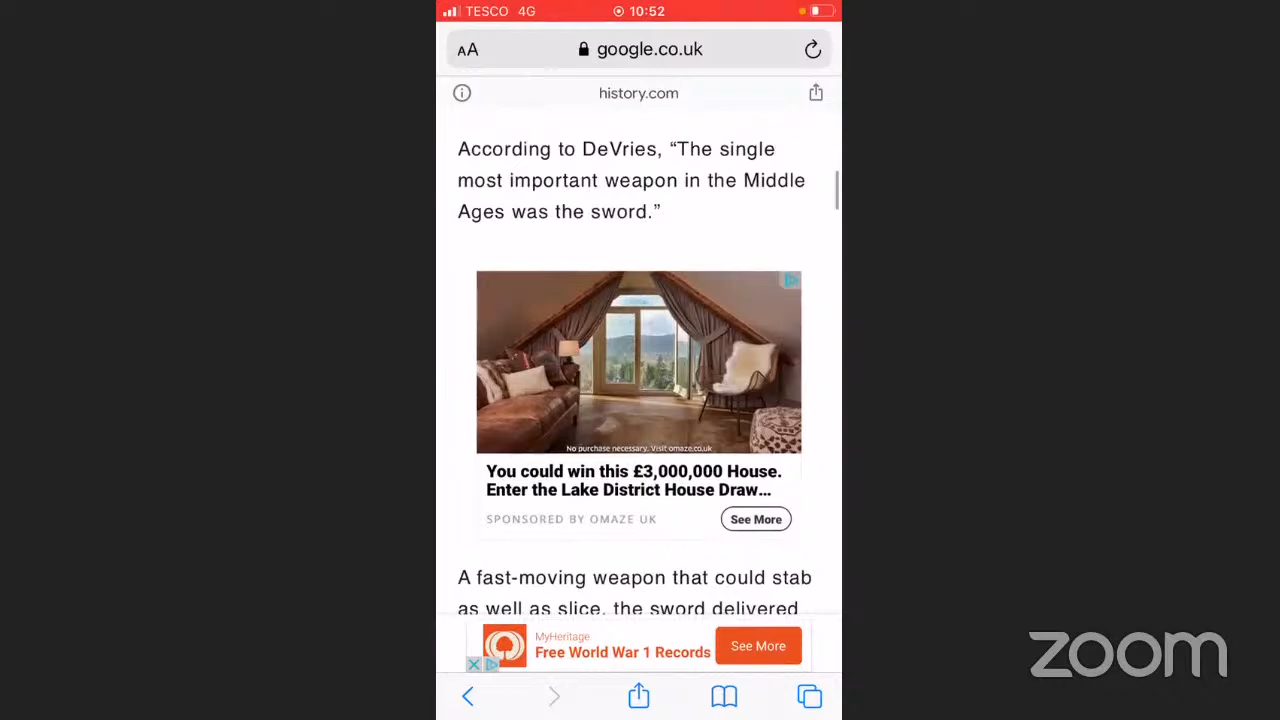 TESCO 4G 10:52
AA google.co.uk
history.com
According to DeVries, “The single
most important weapon in the Middle
Ages was the sword.”
No purchase necessary. Visit omaze.co.uk
You could win this £3,000,000 House.
Enter the Lake District House Draw...
SPONSORED BY OMAZE UK See More
A fast-moving weapon that could stab
as well as slice, the sword delivered
MyHeritage
Free World War 1 Records See More
zoom